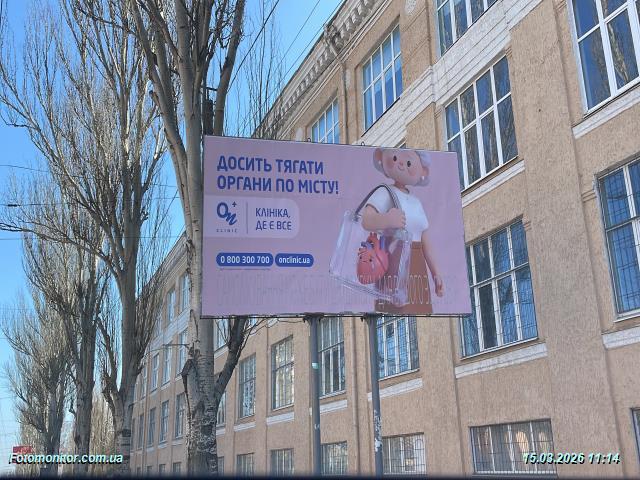 ДОСИТЬ ТЯГАТИ
ОРГАНИ ПО МІСТУ!
On
CLINIC
КЛІНІКА,
ДЕ Є ВСЕ
0 800 300 700 onclinic.ua
Fotomonitor.com.ua
15.03.2026 11:14